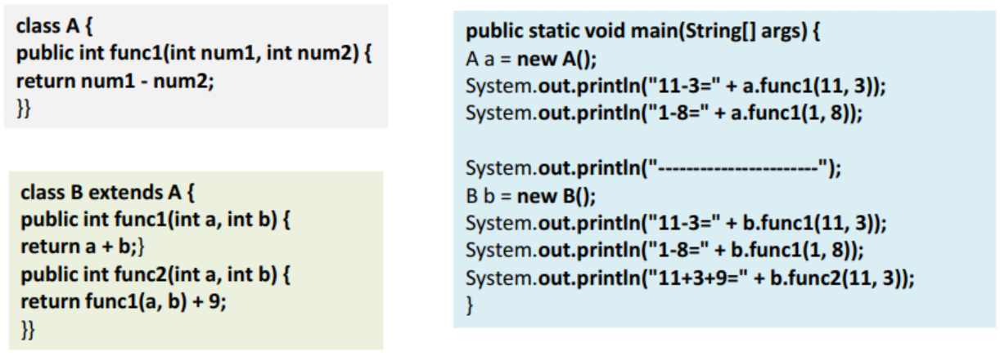 class A {
public int func1(int num1, int num2) {
return num1 - num2;
}}
class B extends A {
public int func1(int a, int b) {
return a + b;}
public int func2(int a, int b) {
return func1(a, b) + 9;
}}
public static void main(String[] args) {
A a = new A();
System.out.println("11-3=" + a.func1(11, 3));
System.out.println("1-8=" + a.func1(1, 8));
System.out.println("-----------------------");
B b = new B();
System.out.println("11-3=" + b.func1(11, 3));
System.out.println("1-8=" + b.func1(1, 8));
System.out.println("11+3+9=" + b.func2(11, 3));
}